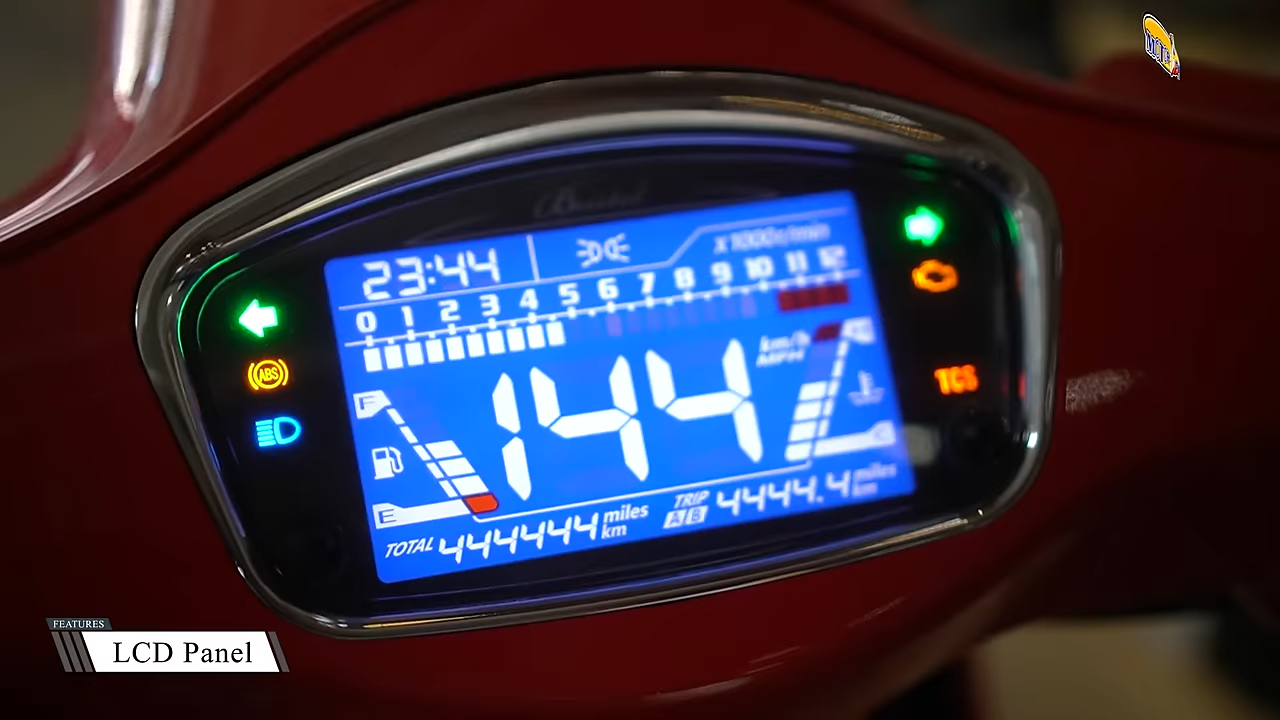 23:44
x1000r/min
0 1 2 3 4 5 6 7 8 9 10 11 12
ABS
TCS
F
144
km/h
MPH
E
C
TOTAL 444444 miles
km
TRIP
A B
4444.4 miles
km
FEATURES
LCD Panel